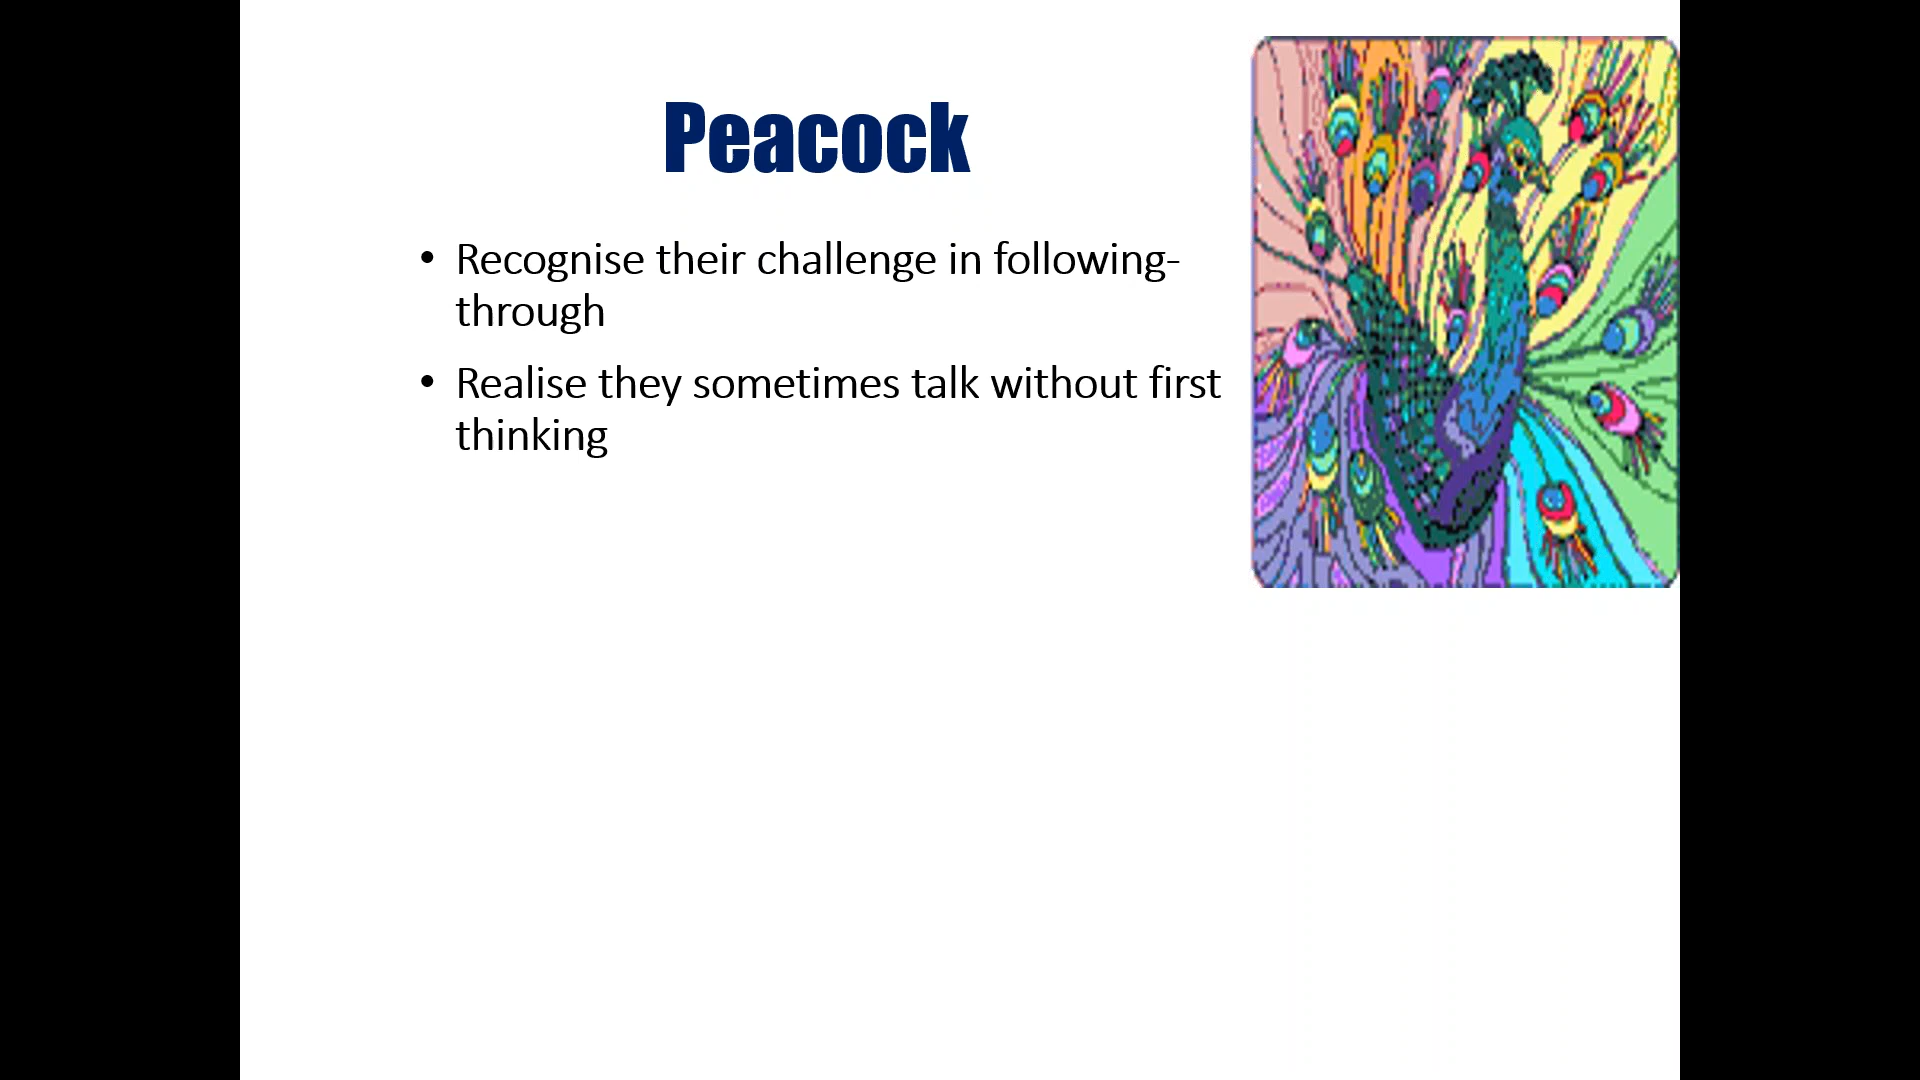 Peacock
• Recognise their challenge in following-
through
• Realise they sometimes talk without first
thinking